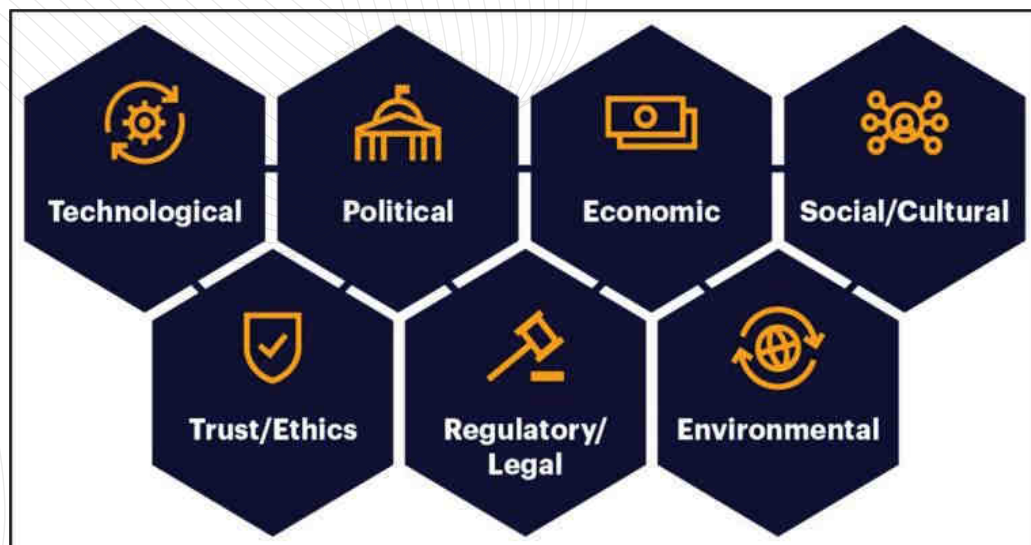 Technological
Political
Economic
Social/Cultural
Trust/Ethics
Regulatory/
Legal
Environmental